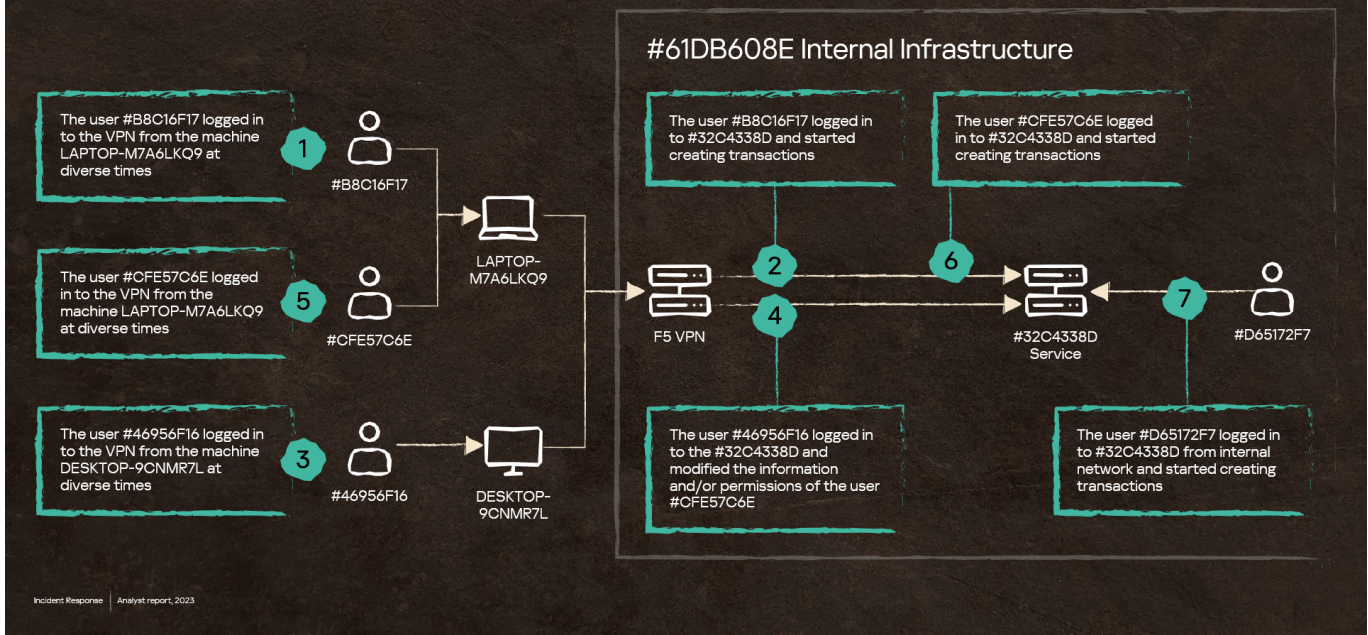 #61DB608E Internal Infrastructure
The user #B8C16F17 logged in
to the VPN from the machine
LAPTOP-M7A6LKQ9 at
diverse times
1
#B8C16F17
The user #CFE57C6E logged
in to the VPN from the
machine LAPTOP-M7A6LKQ9
at diverse times
5
#CFE57C6E
The user #46956F16 logged in
to the VPN from the machine
DESKTOP-9CNMR7L at
diverse times
3
#46956F16
LAPTOP-
M7A6LKQ9
DESKTOP-
9CNMR7L
The user #B8C16F17 logged in
to #32C4338D and started
creating transactions
2
The user #CFE57C6E logged
in to #32C4338D and started
creating transactions
6
F5 VPN
4
#32C4338D
Service
7
#D65172F7
The user #46956F16 logged in
to the #32C4338D and
modified the information
and/or permissions of the user
#CFE57C6E
The user #D65172F7 logged in
to #32C4338D from internal
network and started creating
transactions
Incident Response
Analyst report, 2023